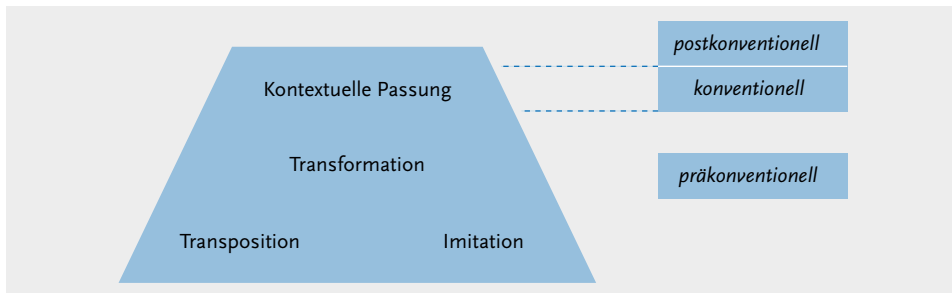 postkonventionell
Kontextuelle Passung
konventionell
Transformation
präkonventionell
Transposition
Imitation